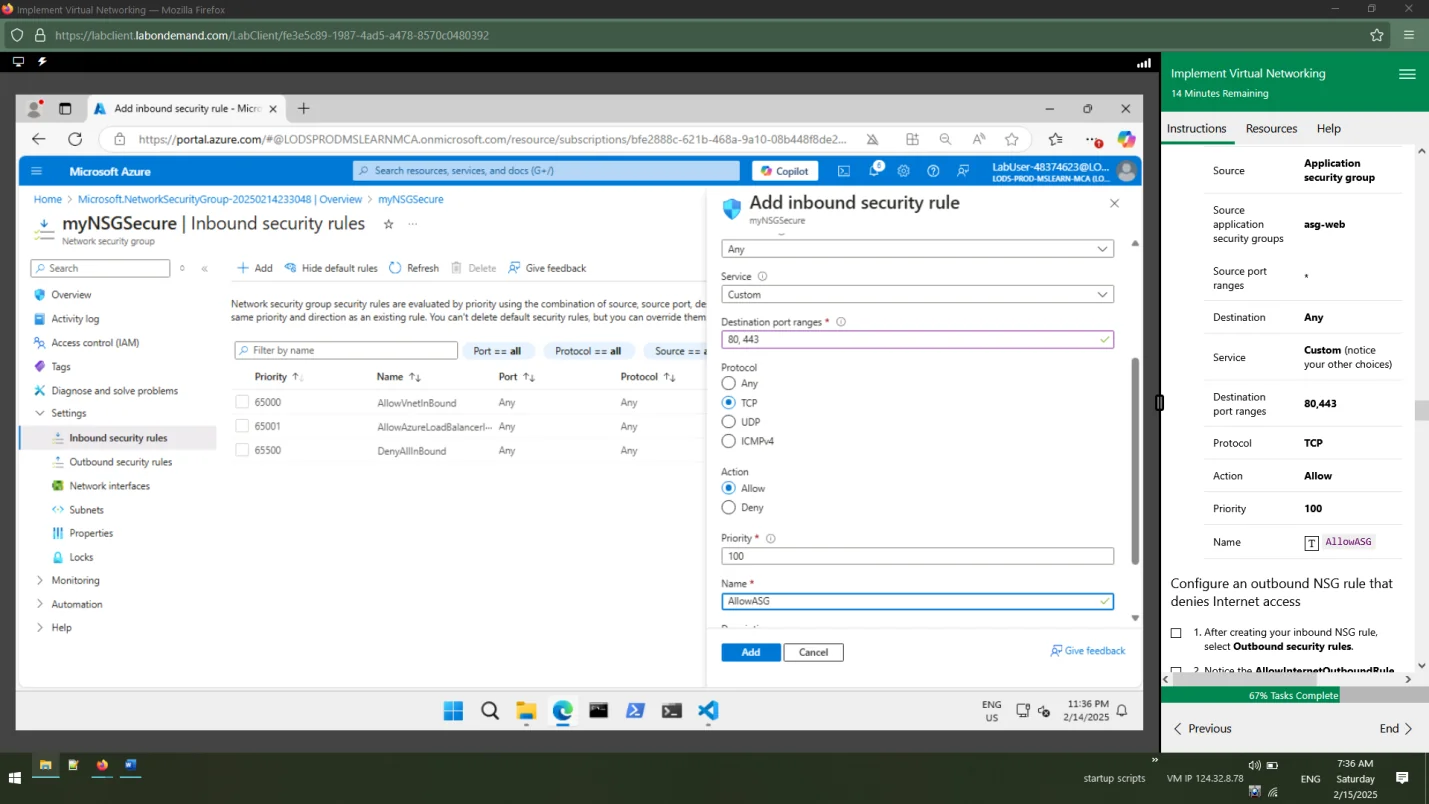 Implement Virtual Networking — Mozilla Firefox
https://labclient.labondemand.com/LabClient/fe3e5c89-1987-4ad5-a478-8570c0480392
Add inbound security rule - Micro
https://portal.azure.com/#@LODSPRODMSLEARNMCA.onmicrosoft.com/resource/subscriptions/bfe2888c-621b-468a-9a10-08b448f8de2...
Microsoft Azure
Search resources, services, and docs (G+/)
Copilot
6
LabUser-48374623@LO...
LODS-PROD-MSLEARN-MCA (LO...
Home > Microsoft.NetworkSecurityGroup-20250214233048 | Overview > myNSGSecure
myNSGSecure | Inbound security rules
Network security group
Search
Add
Hide default rules
Refresh
Delete
Give feedback
Overview
Activity log
Access control (IAM)
Tags
Diagnose and solve problems
Settings
Inbound security rules
Outbound security rules
Network interfaces
Subnets
Properties
Locks
Monitoring
Automation
Help
Network security group security rules are evaluated by priority using the combination of source, source port, de
same priority and direction as an existing rule. You can't delete default security rules, but you can override them
Filter by name
Port == all
Protocol == all
Source == a
Priority ↑
Name ↑↓
Port ↑↓
Protocol ↑↓
65000 AllowVnetInBound Any Any
65001 AllowAzureLoadBalancerI... Any Any
65500 DenyAllInBound Any Any
Add inbound security rule
myNSGSecure
Any
Service
Custom
Destination port ranges *
80, 443
Protocol
Any
TCP
UDP
ICMPv4
Action
Allow
Deny
Priority *
100
Name *
AllowASG
Add
Cancel
Give feedback
ENG
US
11:36 PM
2/14/2025
Implement Virtual Networking
14 Minutes Remaining
Instructions
Resources
Help
Source Application
security group
Source
application
security groups
asg-web
Source port
ranges
*
Destination Any
Service Custom (notice
your other choices)
Destination
port ranges
80,443
Protocol TCP
Action Allow
Priority 100
Name T AllowASG
Configure an outbound NSG rule that
denies Internet access
1. After creating your inbound NSG rule,
select Outbound security rules.
2. Notice the AllowInternetOutboundRule
67% Tasks Complete
Previous
End
startup scripts
»
VM IP 124.32.8.78
ENG
7:36 AM
Saturday
2/15/2025